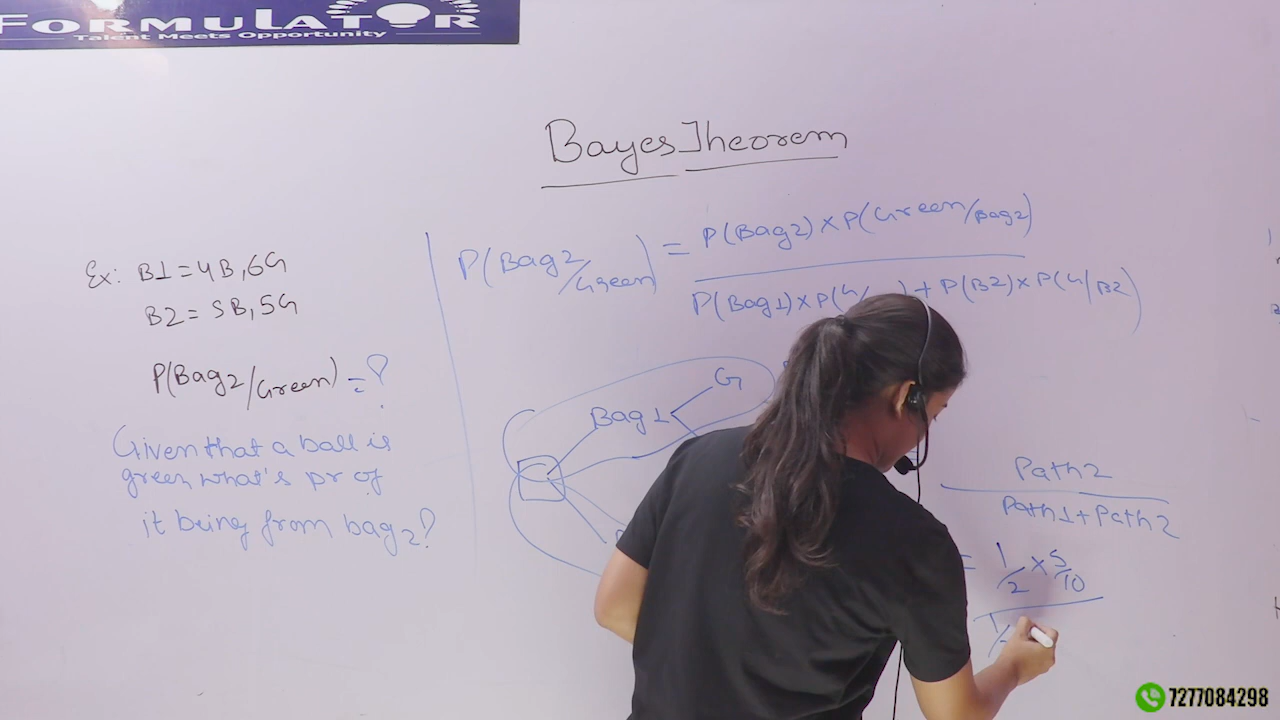 FORMULATOR
Talent Meets Opportunity
Bayes Theorem
Ex: B1 = 4B, 6G
B2 = 5B, 5G
P(Bag2/Green) = ?
Given that a ball is
green what's pr of
it being from bag2?
P(Bag2/Green) = P(Bag2) × P(Green/Bag2)
P(Bag1) × P(G/ + P(B2) × P(G/B2)
G
Bag1
Path2
Path1 + Path2
= 1/2 × 5/10
1/
7277084298